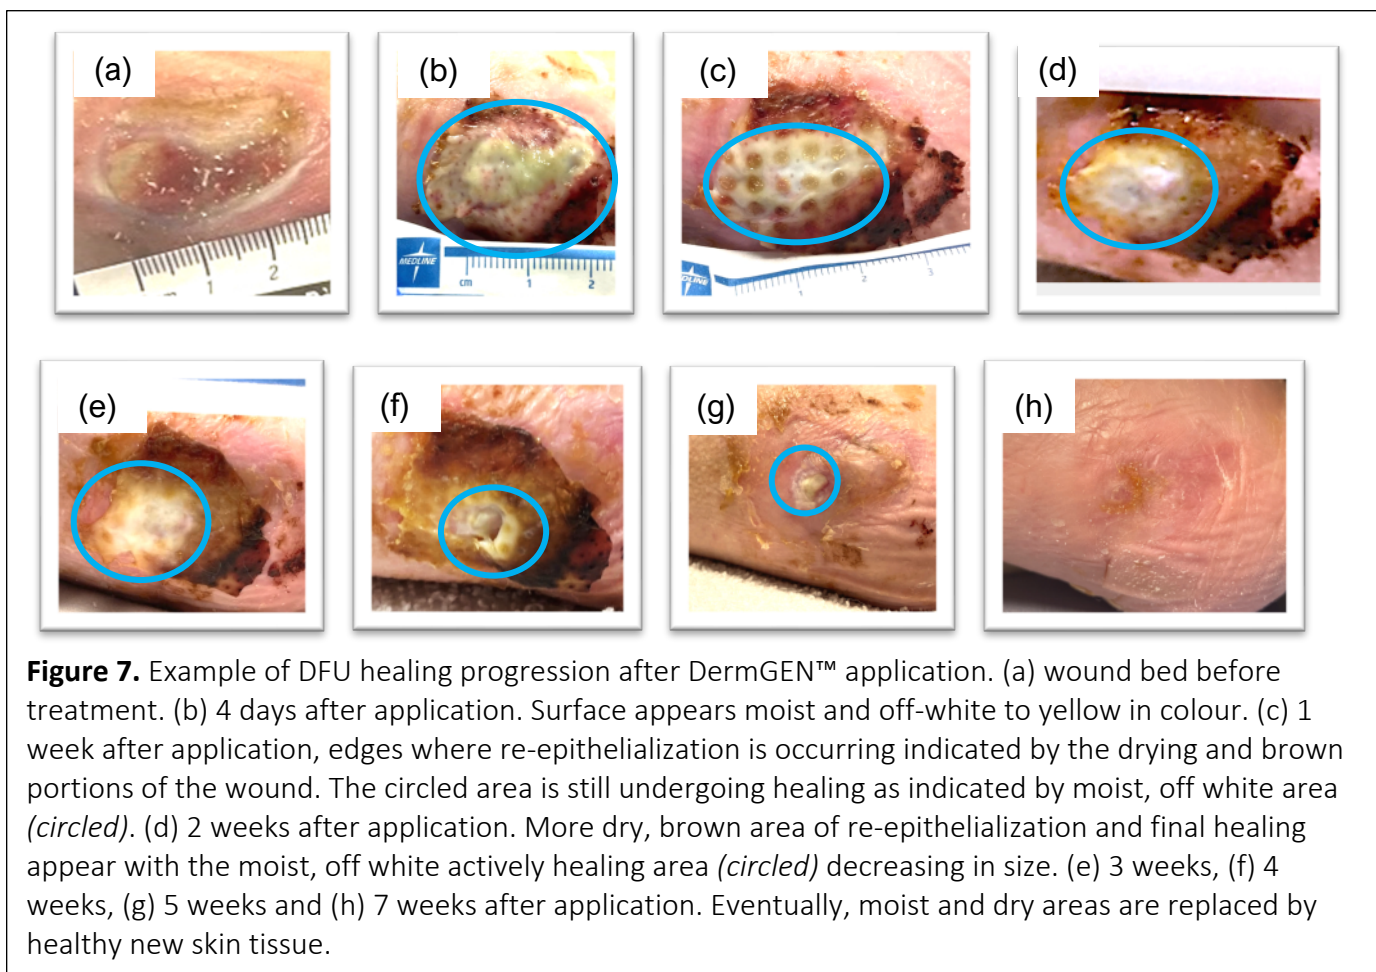 (a)
(b)
(c)
(d)
1
2
MEDLINE
cm
1
2
1
2
3
(e)
(f)
(g)
(h)
Figure 7. Example of DFU healing progression after DermGEN™ application. (a) wound bed before
treatment. (b) 4 days after application. Surface appears moist and off-white to yellow in colour. (c) 1
week after application, edges where re-epithelialization is occurring indicated by the drying and brown
portions of the wound. The circled area is still undergoing healing as indicated by moist, off white area
(circled). (d) 2 weeks after application. More dry, brown area of re-epithelialization and final healing
appear with the moist, off white actively healing area (circled) decreasing in size. (e) 3 weeks, (f) 4
weeks, (g) 5 weeks and (h) 7 weeks after application. Eventually, moist and dry areas are replaced by
healthy new skin tissue.